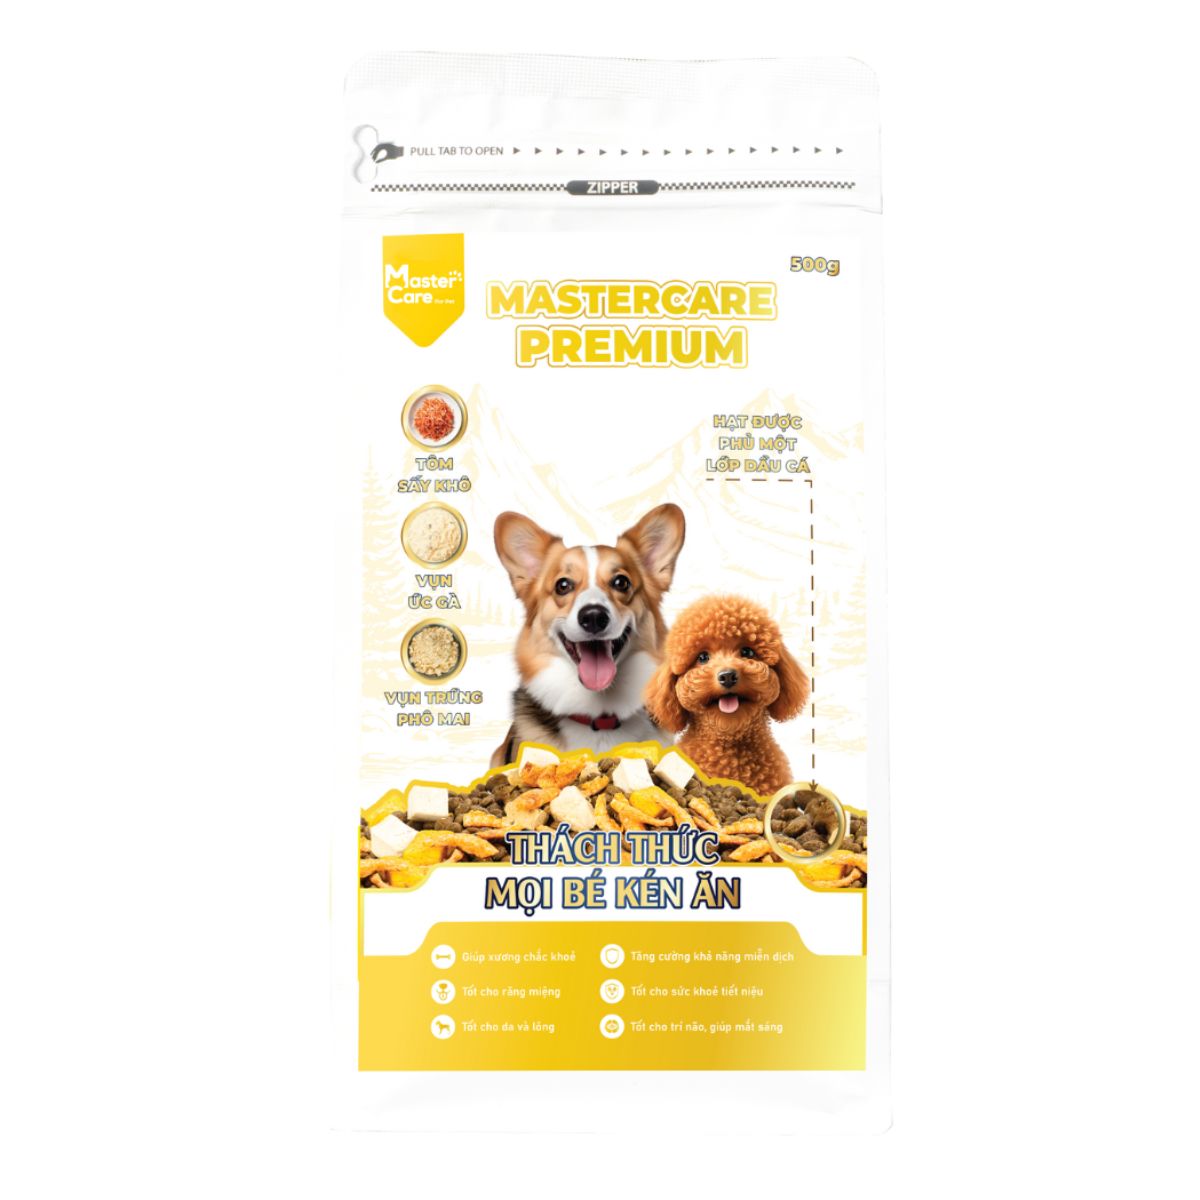 PULL TAB TO OPEN
ZIPPER
Master
Care
For Pet
500g
MASTERCARE
PREMIUM
TÔM
SẤY KHÔ
VỤN
ỨC GÀ
VỤN TRỨNG
PHÔ MAI
HẠT ĐƯỢC
PHỦ MỘT
LỚP DẦU CÁ
THÁCH THỨC
MỌI BÉ KÉN ĂN
Giúp xương chắc khoẻ
Tốt cho răng miệng
Tốt cho da và lông
Tăng cường khả năng miễn dịch
Tốt cho sức khoẻ tiết niệu
Tốt cho trí não, giúp mắt sáng